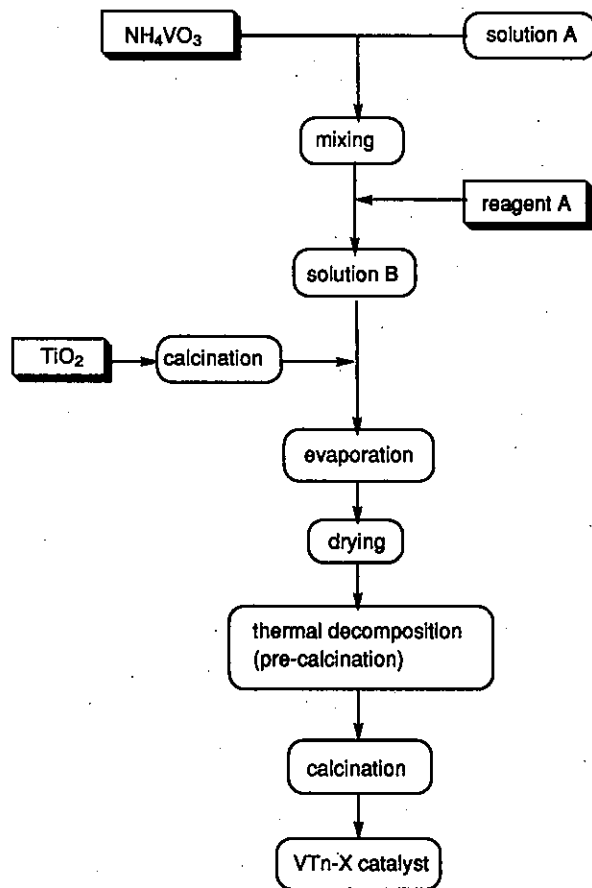 NH₄VO₃
solution A
mixing
reagent A
solution B
TiO₂
calcination
evaporation
drying
thermal decomposition
(pre-calcination)
calcination
VTn-X catalyst